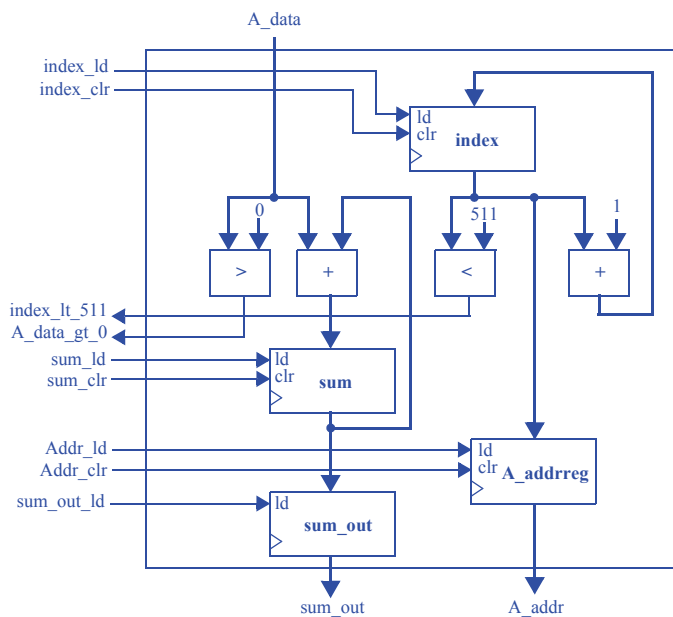 A_data
index_ld
index_clr
ld
clr
index
0
511
1
>
+
<
+
index_lt_511
A_data_gt_0
sum_ld
sum_clr
ld
clr
sum
Addr_ld
Addr_clr
ld
clr
A_addrreg
sum_out_ld
ld
sum_out
sum_out
A_addr